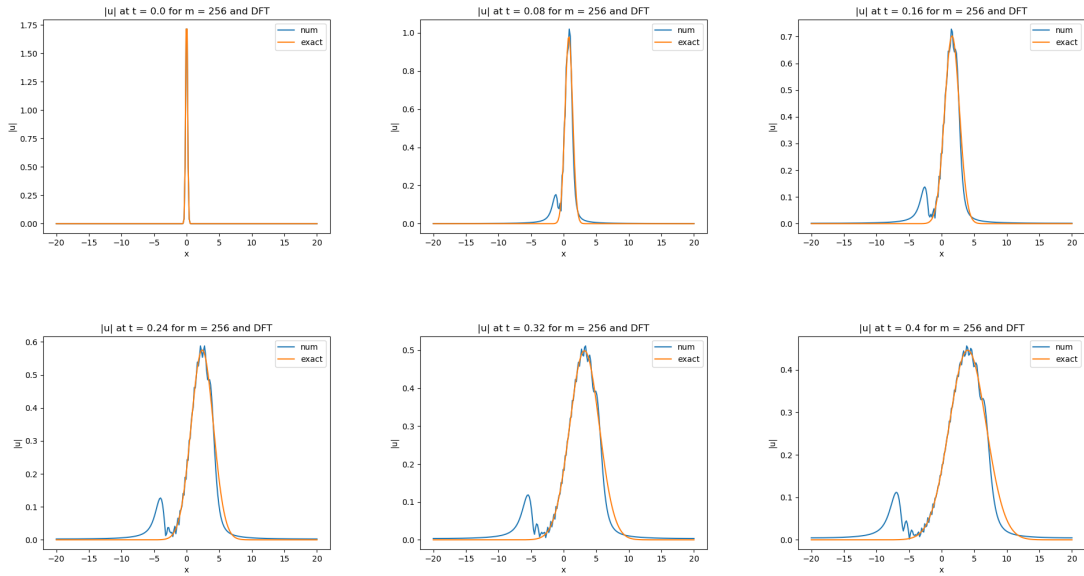 |u| at t = 0.0 for m = 256 and DFT
num
exact
1.75
1.50
1.25
1.00
0.75
0.50
0.25
0.00
|u|
−20 −15 −10 −5 0 5 10 15 20
x
|u| at t = 0.08 for m = 256 and DFT
num
exact
1.0
0.8
0.6
0.4
0.2
0.0
|u|
−20 −15 −10 −5 0 5 10 15 20
x
|u| at t = 0.16 for m = 256 and DFT
num
exact
0.7
0.6
0.5
0.4
0.3
0.2
0.1
0.0
|u|
−20 −15 −10 −5 0 5 10 15 20
x
|u| at t = 0.24 for m = 256 and DFT
num
exact
0.6
0.5
0.4
0.3
0.2
0.1
0.0
|u|
−20 −15 −10 −5 0 5 10 15 20
x
|u| at t = 0.32 for m = 256 and DFT
num
exact
0.5
0.4
0.3
0.2
0.1
0.0
|u|
−20 −15 −10 −5 0 5 10 15 20
x
|u| at t = 0.4 for m = 256 and DFT
num
exact
0.4
0.3
0.2
0.1
0.0
|u|
−20 −15 −10 −5 0 5 10 15 20
x